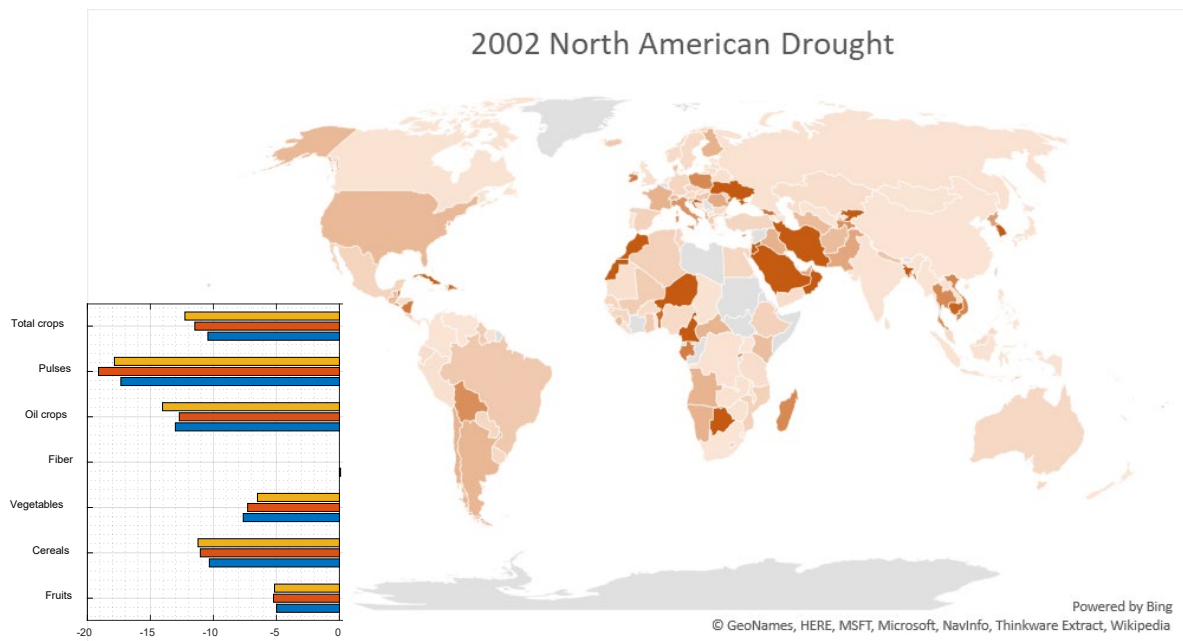 2002 North American Drought
Total crops
Pulses
Oil crops
Fiber
Vegetables
Cereals
Fruits
-20 -15 -10 -5 0
Powered by Bing
© GeoNames, HERE, MSFT, Microsoft, NavInfo, Thinkware Extract, Wikipedia